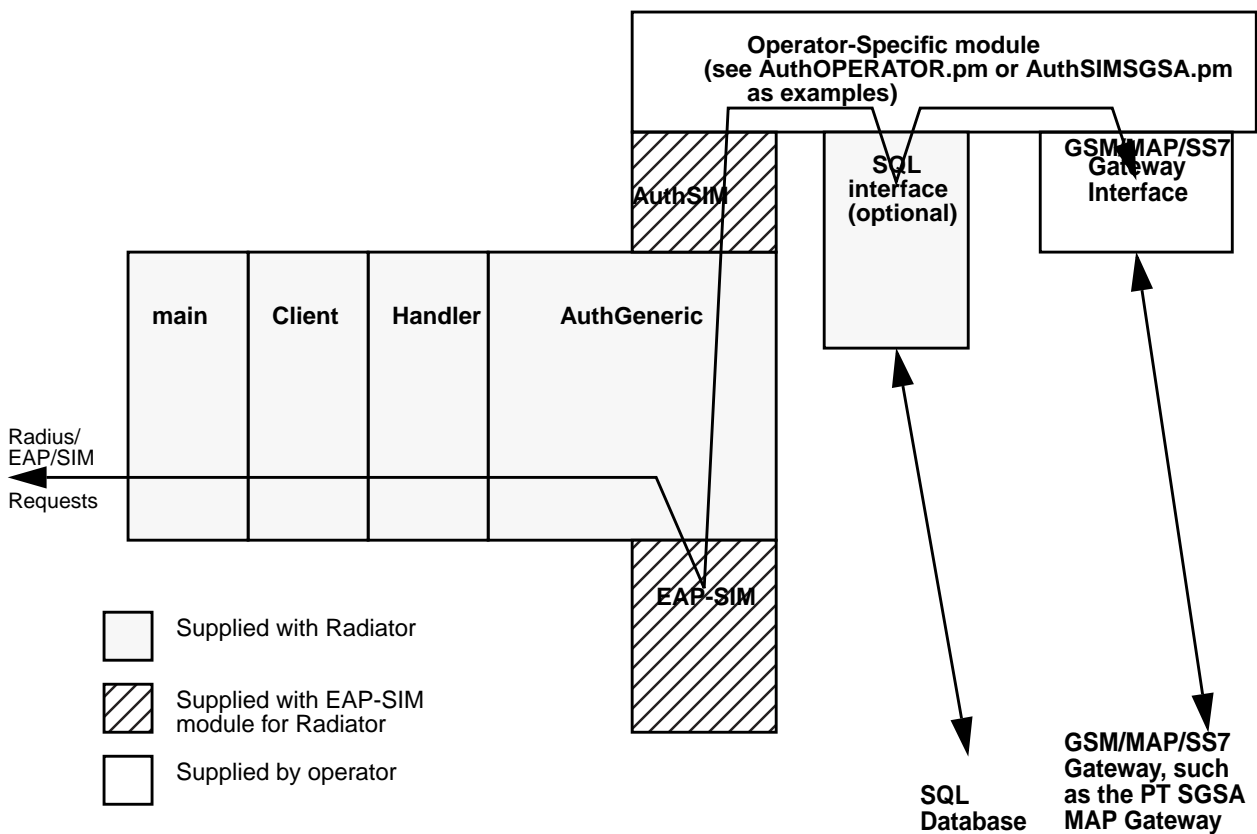 Operator-Specific module
(see AuthOPERATOR.pm or AuthSIMSGSA.pm
as examples)
AuthSIM
SQL
interface
(optional)
GSM/MAP/SS7
Gateway
Interface
main
Client
Handler
AuthGeneric
Radius/
EAP/SIM
Requests
EAP-SIM
Supplied with Radiator
Supplied with EAP-SIM
module for Radiator
Supplied by operator
SQL
Database
GSM/MAP/SS7
Gateway, such
as the PT SGSA
MAP Gateway